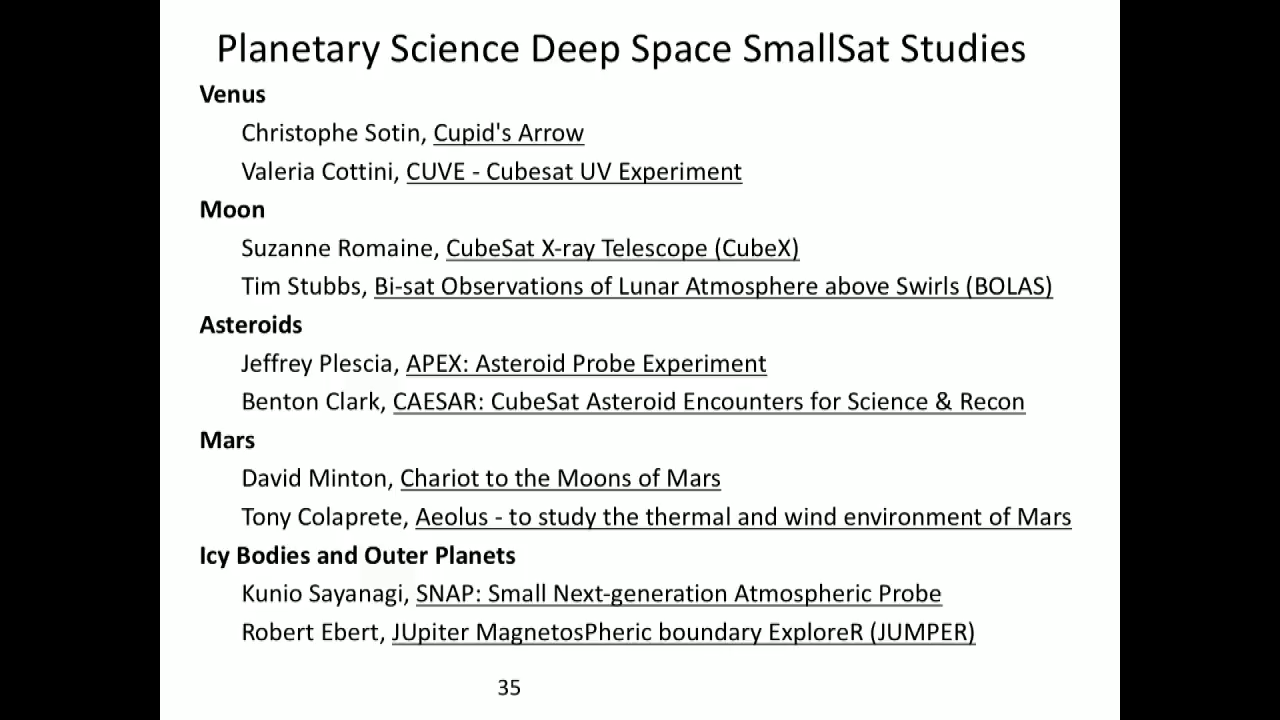 Planetary Science Deep Space SmallSat Studies
Venus
Christophe Sotin, Cupid's Arrow
Valeria Cottini, CUVE - Cubesat UV Experiment
Moon
Suzanne Romaine, CubeSat X-ray Telescope (CubeX)
Tim Stubbs, Bi-sat Observations of Lunar Atmosphere above Swirls (BOLAS)
Asteroids
Jeffrey Plescia, APEX: Asteroid Probe Experiment
Benton Clark, CAESAR: CubeSat Asteroid Encounters for Science & Recon
Mars
David Minton, Chariot to the Moons of Mars
Tony Colaprete, Aeolus - to study the thermal and wind environment of Mars
Icy Bodies and Outer Planets
Kunio Sayanagi, SNAP: Small Next-generation Atmospheric Probe
Robert Ebert, JUpiter MagnetosPheric boundary ExploreR (JUMPER)
35